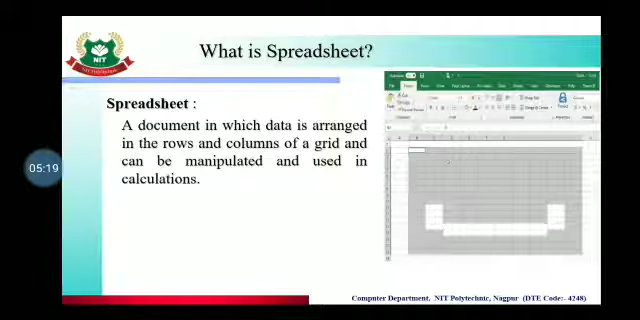 What is Spreadsheet?
NIT
Spreadsheet :
A document in which data is arranged
in the rows and columns of a grid and
can be manipulated and used in
calculations.
05:19
Computer Department, NIT Polytechnic, Nagpur (DTE Code:- 4248)